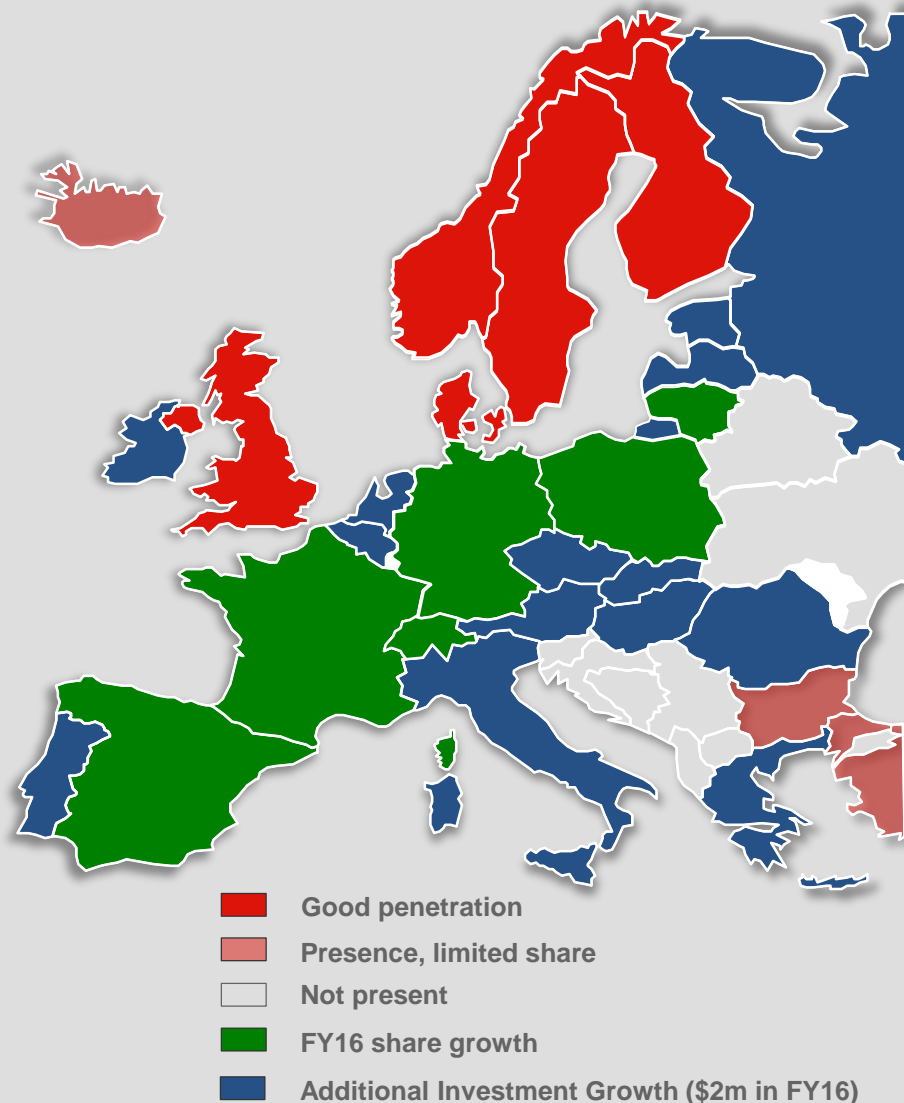 Good penetration
Presence, limited share
Not present
FY16 share growth
Additional Investment Growth ($2m in FY16)